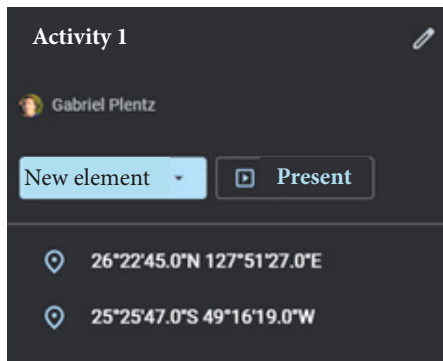 Activity 1
Gabriel Plentz
New element
Present
26°22'45.0"N 127°51'27.0"E
25°25'47.0"S 49°16'19.0"W